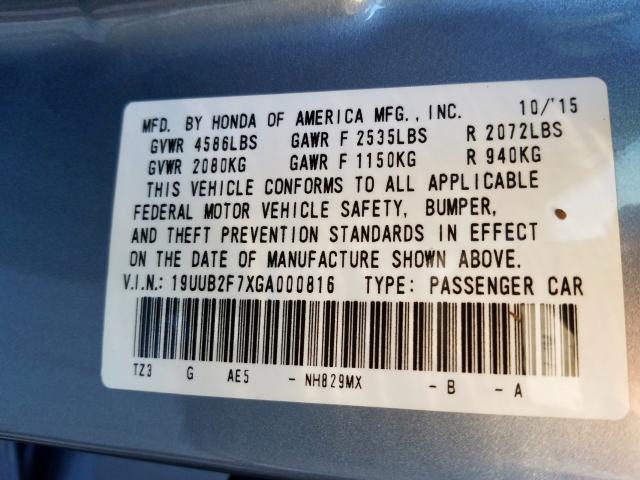 MFD. BY HONDA OF AMERICA MFG., INC. 10/'15
GVWR 4586LBS GAWR F 2535LBS R 2072LBS
GVWR 2080KG GAWR F 1150KG R 940KG
THIS VEHICLE CONFORMS TO ALL APPLICABLE
FEDERAL MOTOR VEHICLE SAFETY, BUMPER,
AND THEFT PREVENTION STANDARDS IN EFFECT
ON THE DATE OF MANUFACTURE SHOWN ABOVE.
V.I.N.: 19UUB2F7XGA000816 TYPE: PASSENGER CAR
TZ3 G AE5 - NH829MX - B - A